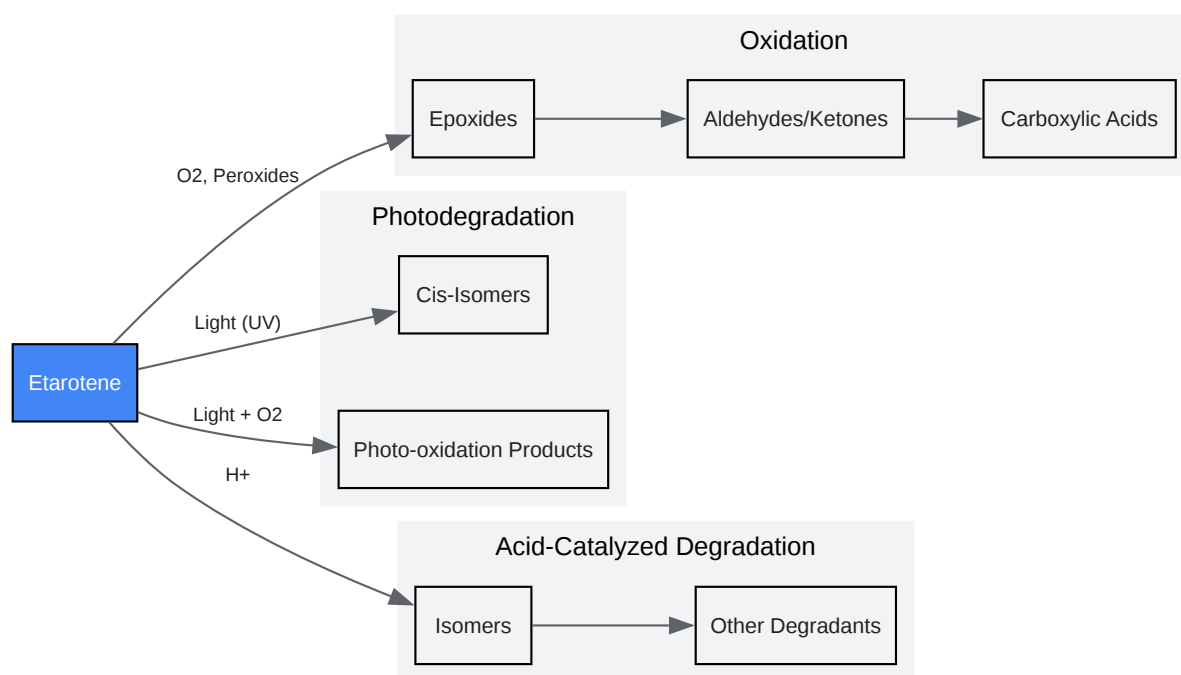 Oxidation
Epoxides
Aldehydes/Ketones
Carboxylic Acids
O2, Peroxides
Photodegradation
Cis-Isomers
Light (UV)
Etarotene
Light + O2
Photo-oxidation Products
H+
Acid-Catalyzed Degradation
Isomers
Other Degradants